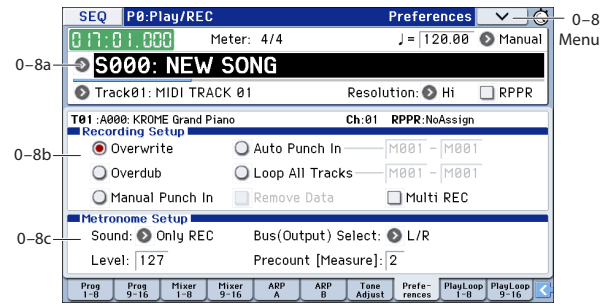 SEQ P0:Play/REC Preferences
0–8
Menu
017:01.000 Meter: 4/4 ♩= 120.00 Manual
0–8a
S000: NEW SONG
Track01: MIDI TRACK 01 Resolution: Hi RPPR
T01 :A000: KROME Grand Piano Ch:01 RPPR:NoAssign
Recording Setup
0–8b
Overwrite Auto Punch In M001 – M001
Overdub Loop All Tracks M001 – M001
Manual Punch In Remove Data Multi REC
Metronome Setup
0–8c
Sound: Only REC Bus(Output) Select: L/R
Level: 127 Precount [Measure]: 2
Prog 1-8 Prog 9-16 Mixer 1-8 Mixer 9-16 ARP A ARP B Tone Adjust Prefe-rences PlayLoop 1-8 PlayLoop 9-16